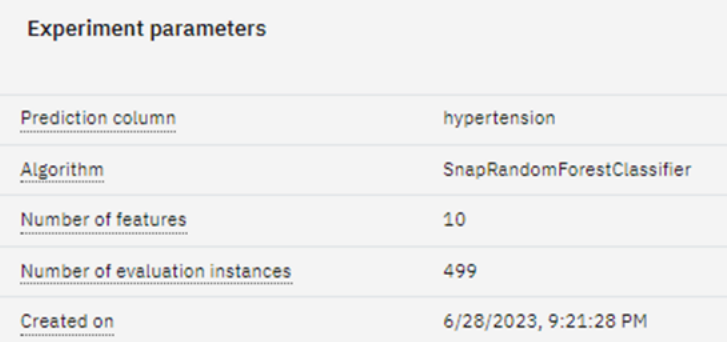 Experiment parameters
Prediction column hypertension
Algorithm SnapRandomForestClassifier
Number of features 10
Number of evaluation instances 499
Created on 6/28/2023, 9:21:28 PM